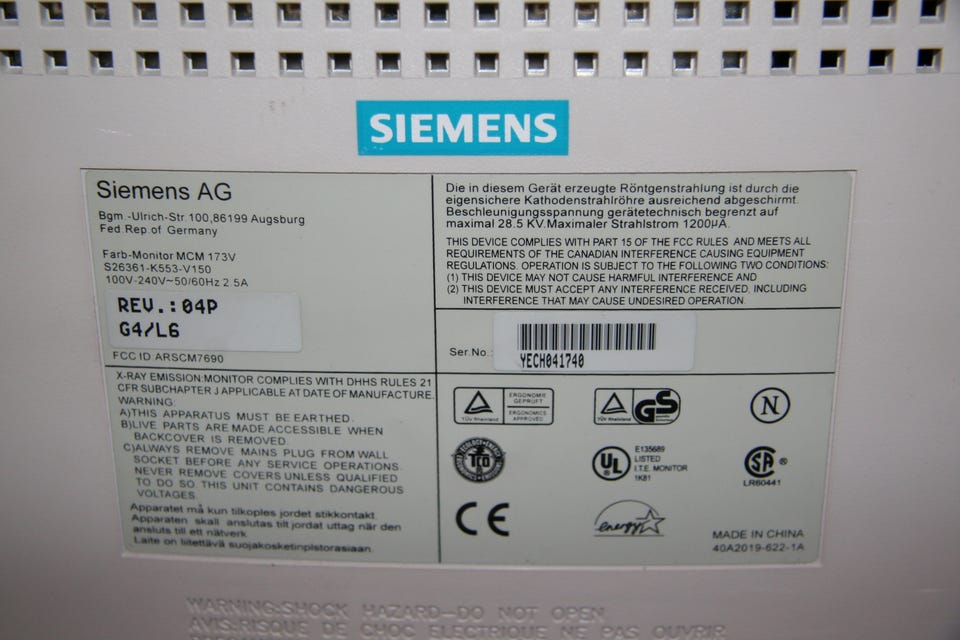 SIEMENS
Siemens AG
Bgm.-Ulrich-Str.100,86199 Augsburg
Fed.Rep.of Germany
Farb-Monitor MCM 173V
S26361-K553-V150
100V-240V~50/60Hz 2.5A
REV.:04P
G4/L6
FCC ID ARSCM7690
X-RAY EMISSION:MONITOR COMPLIES WITH DHHS RULES 21
CFR SUBCHAPTER J APPLICABLE AT DATE OF MANUFACTURE.
WARNING:
A)THIS APPARATUS MUST BE EARTHED.
B)LIVE PARTS ARE MADE ACCESSIBLE WHEN
BACKCOVER IS REMOVED
C)ALWAYS REMOVE MAINS PLUG FROM WALL
SOCKET BEFORE ANY SERVICE OPERATIONS.
NEVER REMOVE COVERS UNLESS QUALIFIED
TO DO SO THIS UNIT CONTAINS DANGEROUS
VOLTAGES.
Apparatet må kun tilkoples jordet stikkontakt.
Apparaten skall anslutas till jordat uttag när den
ansluts till ett nätverk
Laite on liitettävä suojakosketinpistorasiaan.
Die in diesem Gerät erzeugte Röntgenstrahlung ist durch die
eigensichere Kathodenstrahlröhre ausreichend abgeschirmt.
Beschleunigungsspannung gerätetechnisch begrenzt auf
maximal 28.5 KV.Maximaler Strahlstrom 1200µA.
THIS DEVICE COMPLIES WITH PART 15 OF THE FCC RULES AND MEETS ALL
REQUIREMENTS OF THE CANADIAN INTERFERENCE CAUSING EQUIPMENT
REGULATIONS. OPERATION IS SUBJECT TO THE FOLLOWING TWO CONDITIONS:
(1) THIS DEVICE MAY NOT CAUSE HARMFUL INTERFERENCE AND
(2) THIS DEVICE MUST ACCEPT ANY INTERFERENCE RECEIVED, INCLUDING
INTERFERENCE THAT MAY CAUSE UNDESIRED OPERATION.
Ser.No.:
YECH041740
TÜV Rheinland
ERGONOMIE
GEPRÜFT
ERGONOMICS
APPROVED
TÜV Rheinland
GS
N
ECOLOGY ENERGY
TCO
UL
E135689
LISTED
I.T.E. MONITOR
1K81
SA ®
LR60441
CE
energy
MADE IN CHINA
40A2019-622-1A
WARNING:SHOCK HAZARD-DO NOT OPEN
AVIS:RISQUE DE CHOC ELECTRIQUE NE PAS OUVRIR